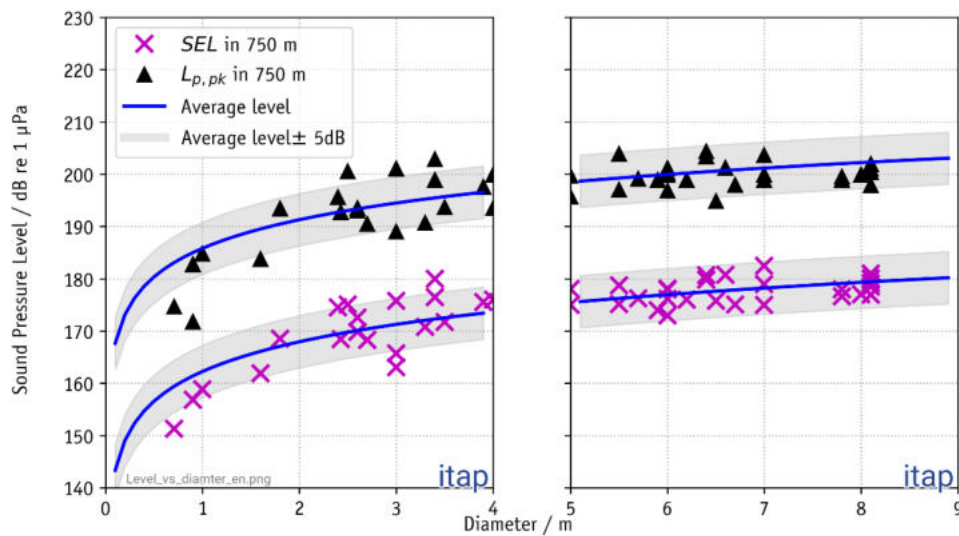 230
220
210
200
190
180
170
160
150
140
Sound Pressure Level / dB re 1 µPa
SEL in 750 m
Lp,pk in 750 m
Average level
Average level± 5dB
Level_vs_diamter_en.png
itap
itap
0 1 2 3 4
5 6 7 8 9
Diameter / m